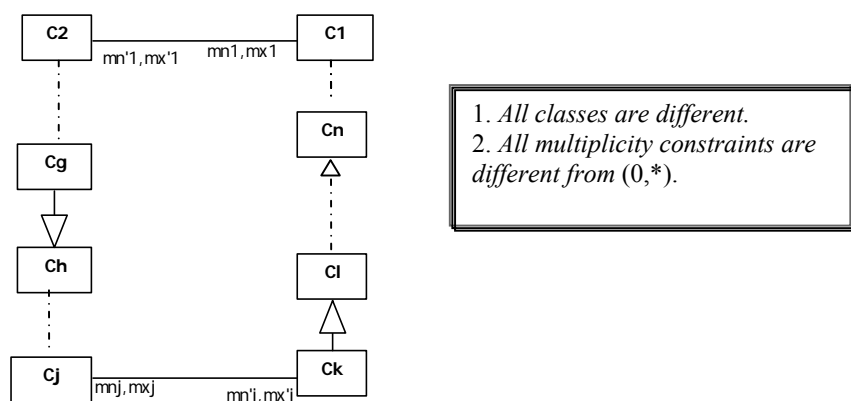 C2
C1
mn'1,mx'1
mn1,mx1
Cn
Cg
Ch
Cl
Cj
Ck
mnj,mxj
mn'j,mx'j
1. All classes are different.
2. All multiplicity constraints are
different from (0,*).